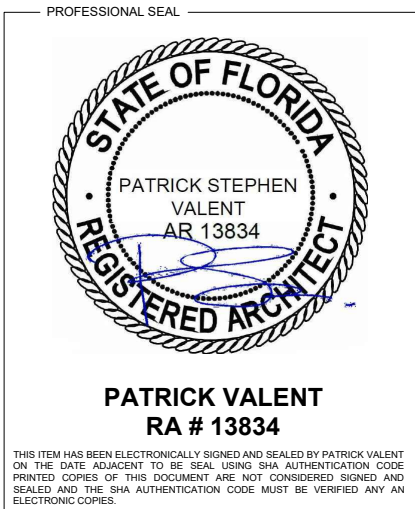 PROFESSIONAL SEAL
STATE OF FLORIDA
PATRICK STEPHEN
VALENT
AR 13834
REGISTERED ARCHITECT
PATRICK VALENT
RA # 13834
THIS ITEM HAS BEEN ELECTRONICALLY SIGNED AND SEALED BY PATRICK VALENT
ON THE DATE ADJACENT TO BE SEAL USING SHA AUTHENTICATION CODE
PRINTED COPIES OF THIS DOCUMENT ARE NOT CONSIDERED SIGNED AND
SEALED AND THE SHA AUTHENTICATION CODE MUST BE VERIFIED ANY AN
ELECTRONIC COPIES.